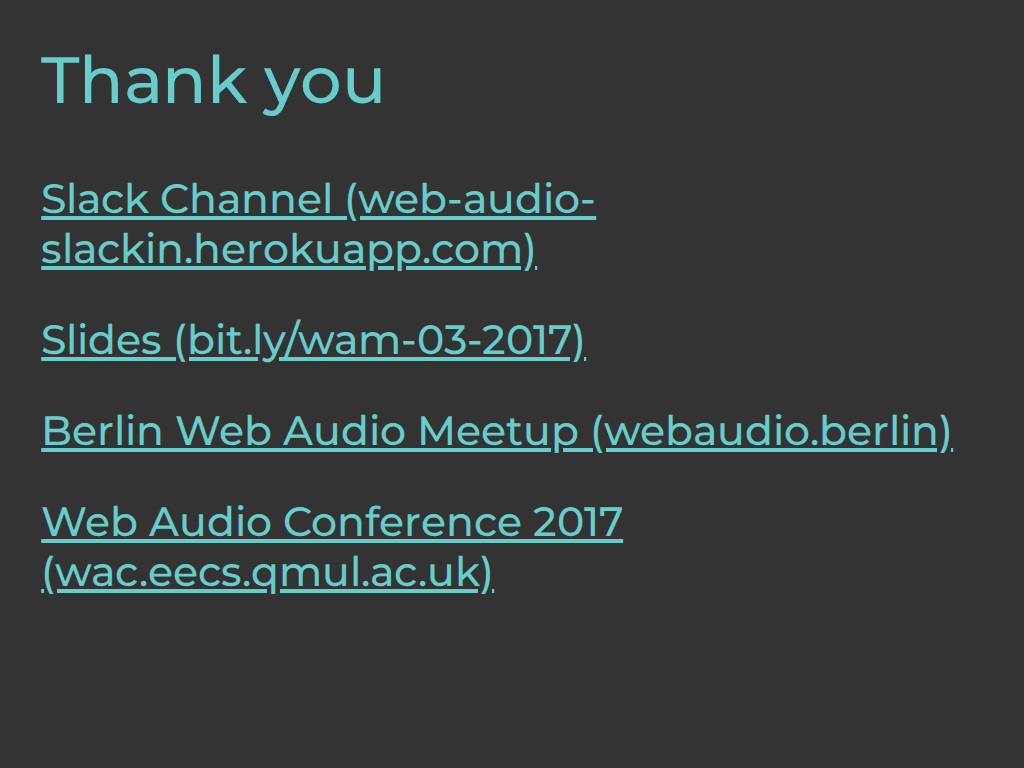 Thank you
Slack Channel (web-audio-
slackin.herokuapp.com)
Slides (bit.ly/wam-03-2017)
Berlin Web Audio Meetup (webaudio.berlin)
Web Audio Conference 2017
(wac.eecs.qmul.ac.uk)